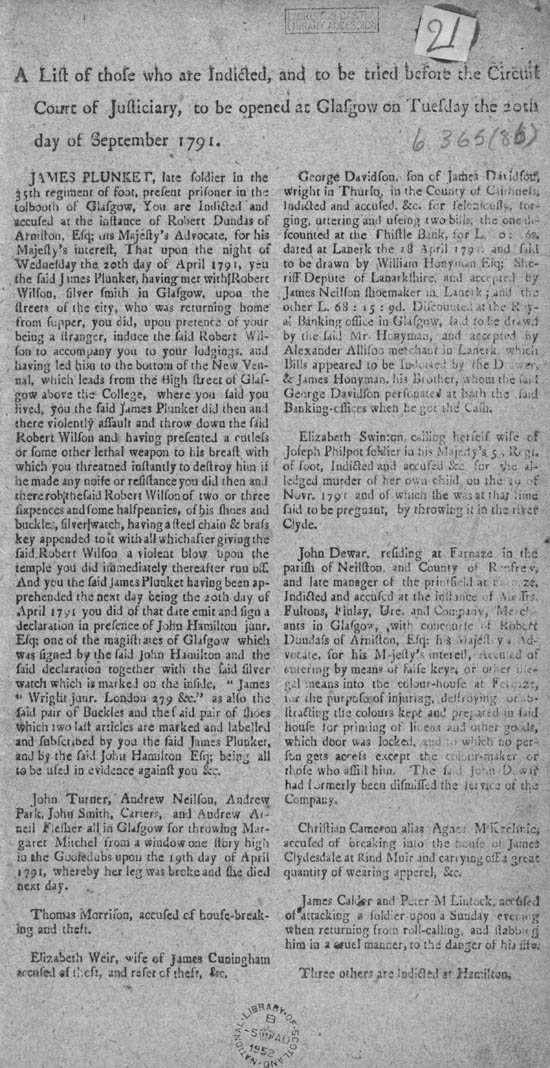 LAURISTON CASTLE
LIBRARY ACCESSION
21
A List of those who are Indicted, and to be tried before the Circuit
Court of Justiciary, to be opened at Glasgow on Tuesday the 20th
day of September 1791.
6.365(86)
JAMES PLUNKET, late soldier in the
35th regiment of foot, present prisoner in the
tolbooth of Glasgow, You are Indicted and
accused at the instance of Robert Dundas of
Arniston, Esq; his Majesty's Advocate, for his
Majesty's interest, That upon the night of
Wednesday the 20th day of April 1791, you
the said James Plunket, having met with Robert
Wilson, silver smith in Glasgow, upon the
streets of the city, who was returning home
from supper, you did, upon pretence of your
being a stranger, induce the said Robert Wil-
son to accompany you to your lodgings, and
having led him to the bottom of the New Ven-
nal, which leads from the High street of Glas-
gow above the College, where you said you
lived, you the said James Plunket did then and
there violently assault and throw down the said
Robert Wilson and having presented a cutless
or some other lethal weapon to his breast with
which you threatned instantly to destroy him if
he made any noise or resistance you did then and
there rob the said Robert Wilson of two or three
sixpences and some halfpennies, of his shoes and
buckles, silver watch, having a steel chain & brass
key appended to it with all which after giving the
said Robert Wilson a violent blow upon the
temple you did immediately thereafter run off.
And you the said James Plunket having been ap-
prehended the next day being the 20th day of
April 1791 you did of that date emit and sign a
declaration in presence of John Hamilton junr.
Esq; one of the magistrates of Glasgow which
was signed by the said John Hamilton and the
said declaration together with the said silver
watch which is marked on the inside, " James
" Wright junr. London 279 &c." as also the
said pair of Buckles and the said pair of shoes
which two last articles are marked and labelled
and subscribed by you the said James Plunker,
and by the said John Hamilton Esq; being all
to be used in evidence against you &c.
John Turner, Andrew Neilson, Andrew
Park, John Smith, Carters, and Andrew Ar-
neil Flesher all in Glasgow for throwing Mar-
garet Mitchel from a window one story high
in the Goosedubs upon the 19th day of April
1791, whereby her leg was broke and she died
next day.
Thomas Morrison, accused of house-break-
ing and theft.
Elizabeth Weir, wife of James Cuningham
accused of theft, and reset of theft, &c.
George Davidson, son of James Davidson,
wright in Thurso, in the County of Caithness,
Indicted and accused, &c. for feloniously, for-
ging, uttering and useing two bills, the one di-
scounted at the Thistle Bank, for L.
dated at Lanerk the 18 April 1791. and said
to be drawn by William Honyman Esq; She-
riff Depute of Lanarkshire, and accepted by
James Neilson shoemaker in Lanerk; and the
other L. 68 : 15 : 9d. Discounted at the Roy-
al Banking office in Glasgow, said to be drawn
by the said Mr Honyman, and accepted by
Alexander Allison merchant in Lanerk, which
Bills appeared to be Indorsed by the Drawer,
& James Honyman, his Brother, whom the said
George Davidson personated at both the said
Banking-offices when he got the Cash.
Elizabeth Swinton, calling herself wife of
Joseph Philpot soldier in his Majesty's Regt.
of foot, Indicted and accused &c for the al-
ledged murder of her own child, on the
Novr. 1791 and of which she was at that time
said to be pregnant, by throwing it in the river
Clyde.
John Dewar, residing at Farnaze in the
parish of Neilston, and County of Renfrew,
and late manager of the printfield at Farnaze,
Indicted and accused at the instance of Messrs.
Fultons, Finlay, Ure, and Company, Merch-
ants in Glasgow, with concourse of Robert
Dundass of Arniston, Esq; his Majesty's Ad-
vocate, for his Majesty's interest, accused of
entering by means of false keys, or other ille-
gal means into the colour-house at Farnaze,
for the purpose of injuring, destroying or ab-
stracting the colours kept and prepared in said
house for printing of linens and other goods,
which door was locked, and to which no per-
son gets access except the colour-maker or
those who assist him. The said John Dewar
had formerly been dismissed the service of the
Company.
Christian Cameron alias Agnes M'Kechnie,
accused of breaking into the house of James
Clydesdale at Rind Muir and carrying off a great
quantity of wearing apperel, &c.
James Calder and Peter M Lintock, accused
of attacking a soldier upon a Sunday evening
when returning from roll-calling, and stabbing
him in a cruel manner, to the danger of his life.
Three others are Indicted at Hamilton.
NATIONAL LIBRARY OF SCOTLAND
B
1952